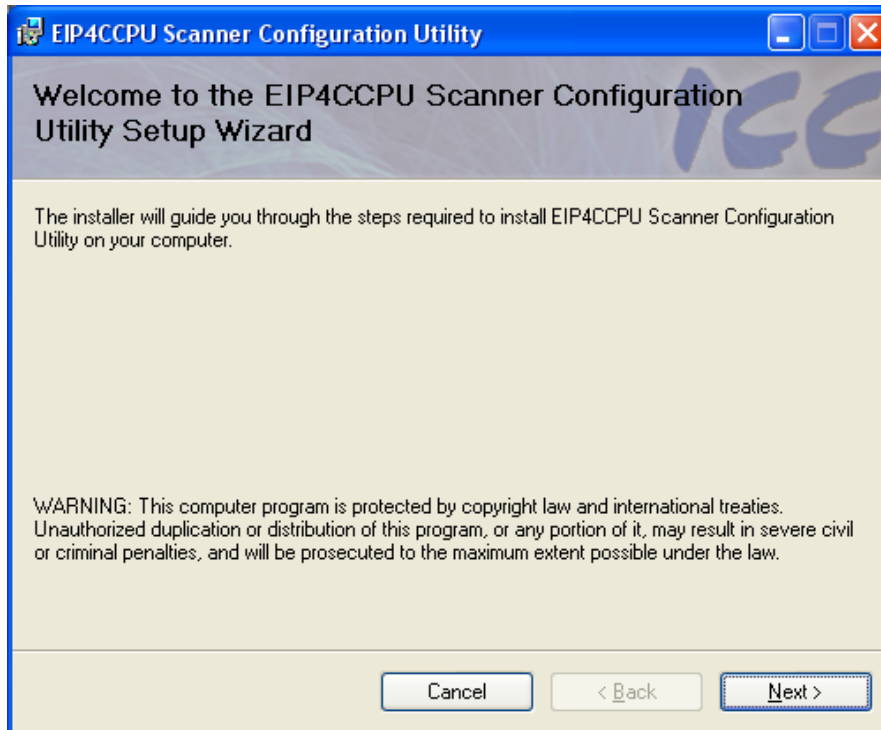 EIP4CCPU Scanner Configuration Utility
Welcome to the EIP4CCPU Scanner Configuration
Utility Setup Wizard
ICC
The installer will guide you through the steps required to install EIP4CCPU Scanner Configuration
Utility on your computer.
WARNING: This computer program is protected by copyright law and international treaties.
Unauthorized duplication or distribution of this program, or any portion of it, may result in severe civil
or criminal penalties, and will be prosecuted to the maximum extent possible under the law.
Cancel
< Back
Next >